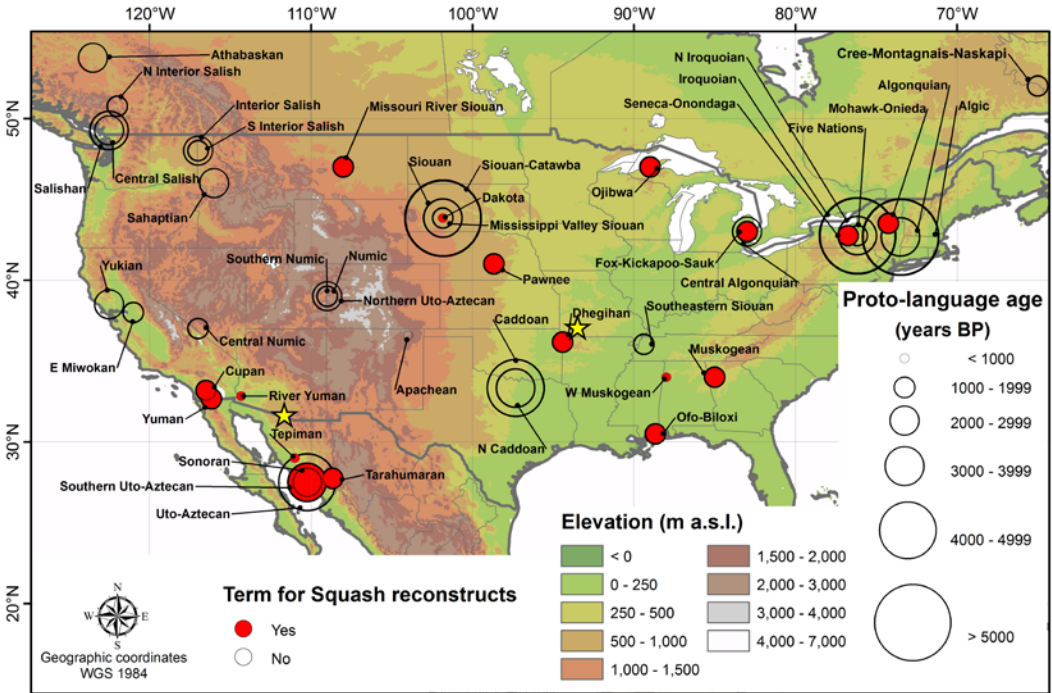 120°W
110°W
100°W
90°W
80°W
70°W
50°N
40°N
30°N
20°N
Athabaskan
N Interior Salish
Interior Salish
S Interior Salish
Missouri River Siouan
Salishan
Central Salish
Sahaptian
Siouan
Siouan-Catawba
Dakota
Mississippi Valley Siouan
Ojibwa
N Iroquoian
Iroquoian
Seneca-Onondaga
Cree-Montagnais-Naskapi
Algonquian
Mohawk-Onieda
Algic
Five Nations
Fox-Kickapoo-Sauk
Central Algonquian
Yukian
E Miwokan
Southern Numic
Numic
Northern Uto-Aztecan
Central Numic
Pawnee
Caddoan
Dhegihan
Southeastern Siouan
Muskogean
W Muskogean
Ofo-Biloxi
N Caddoan
Apachean
Cupan
River Yuman
Yuman
Tepiman
Sonoran
Tarahumaran
Southern Uto-Aztecan
Uto-Aztecan
Proto-language age
(years BP)
< 1000
1000 - 1999
2000 - 2999
3000 - 3999
4000 - 4999
> 5000
Elevation (m a.s.l.)
< 0
0 - 250
250 - 500
500 - 1,000
1,000 - 1,500
1,500 - 2,000
2,000 - 3,000
3,000 - 4,000
4,000 - 7,000
Term for Squash reconstructs
Yes
No
N
W
E
S
Geographic coordinates
WGS 1984